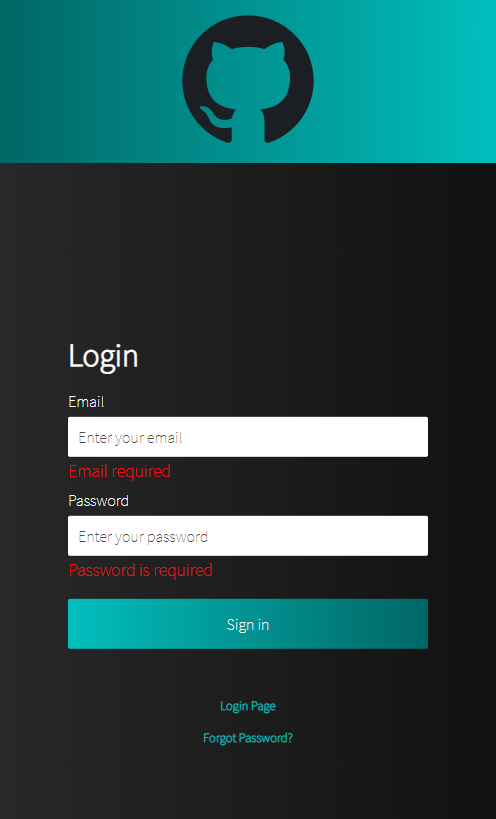 Login
Email
Enter your email
Email required
Password
Enter your password
Password is required
Sign in
Login Page
Forgot Password?